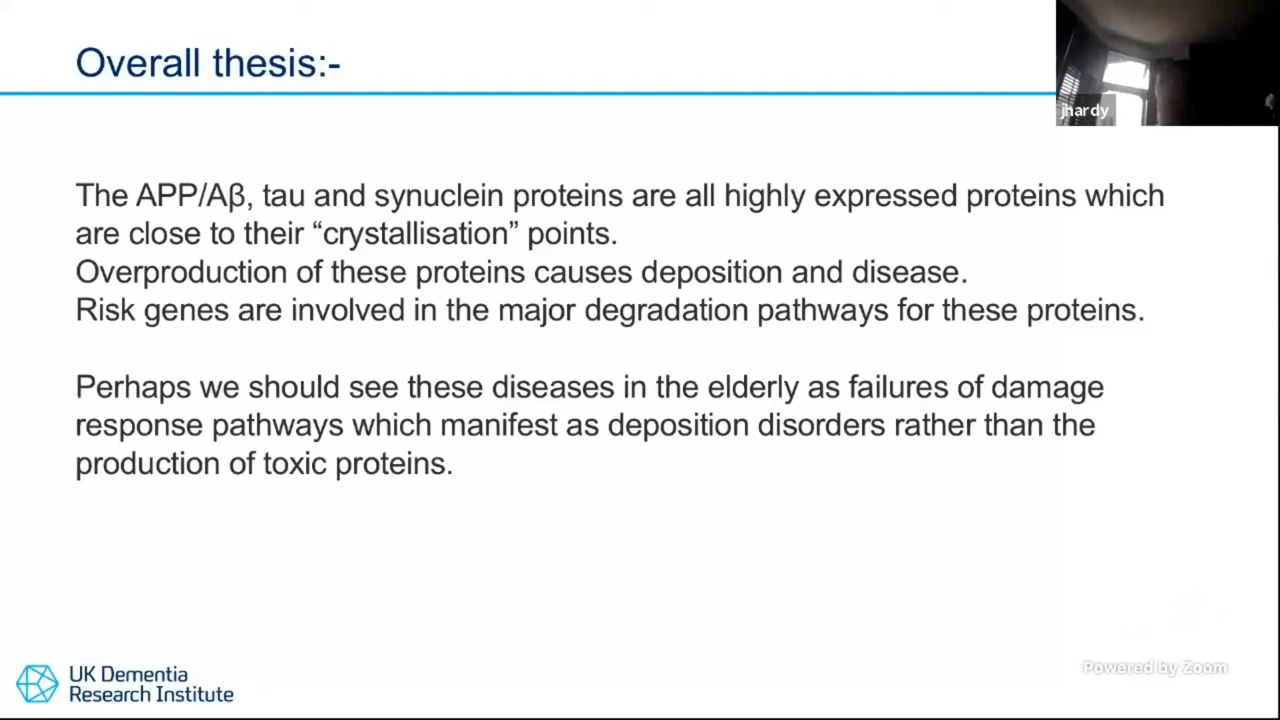 Overall thesis:-
jhardy
The APP/Aβ, tau and synuclein proteins are all highly expressed proteins which
are close to their “crystallisation” points.
Overproduction of these proteins causes deposition and disease.
Risk genes are involved in the major degradation pathways for these proteins.
Perhaps we should see these diseases in the elderly as failures of damage
response pathways which manifest as deposition disorders rather than the
production of toxic proteins.
UK Dementia
Research Institute
Powered by Zoom